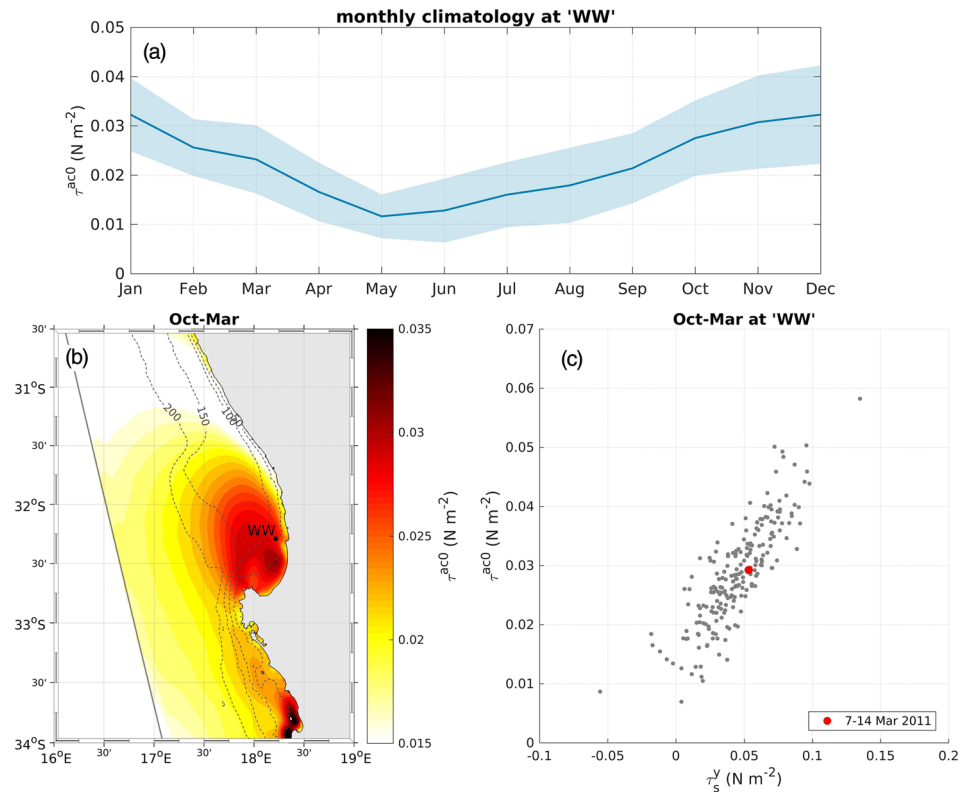 monthly climatology at 'WW'
(a)
0.05
0.04
0.03
0.02
0.01
0
τ^ac0 (N m^-2)
Jan Feb Mar Apr May Jun Jul Aug Sep Oct Nov Dec
Oct-Mar
(b)
30'
31°S
30'
32°S
30'
33°S
30'
34°S
16°E 30' 17°E 30' 18°E 30' 19°E
200
150
100
50
WW
0.035
0.03
0.025
0.02
0.015
τ^ac0 (N m^-2)
Oct-Mar at 'WW'
(c)
0.07
0.06
0.05
0.04
0.03
0.02
0.01
0
τ^ac0 (N m^-2)
-0.1 -0.05 0 0.05 0.1 0.15 0.2
τ_s^y (N m^-2)
7-14 Mar 2011